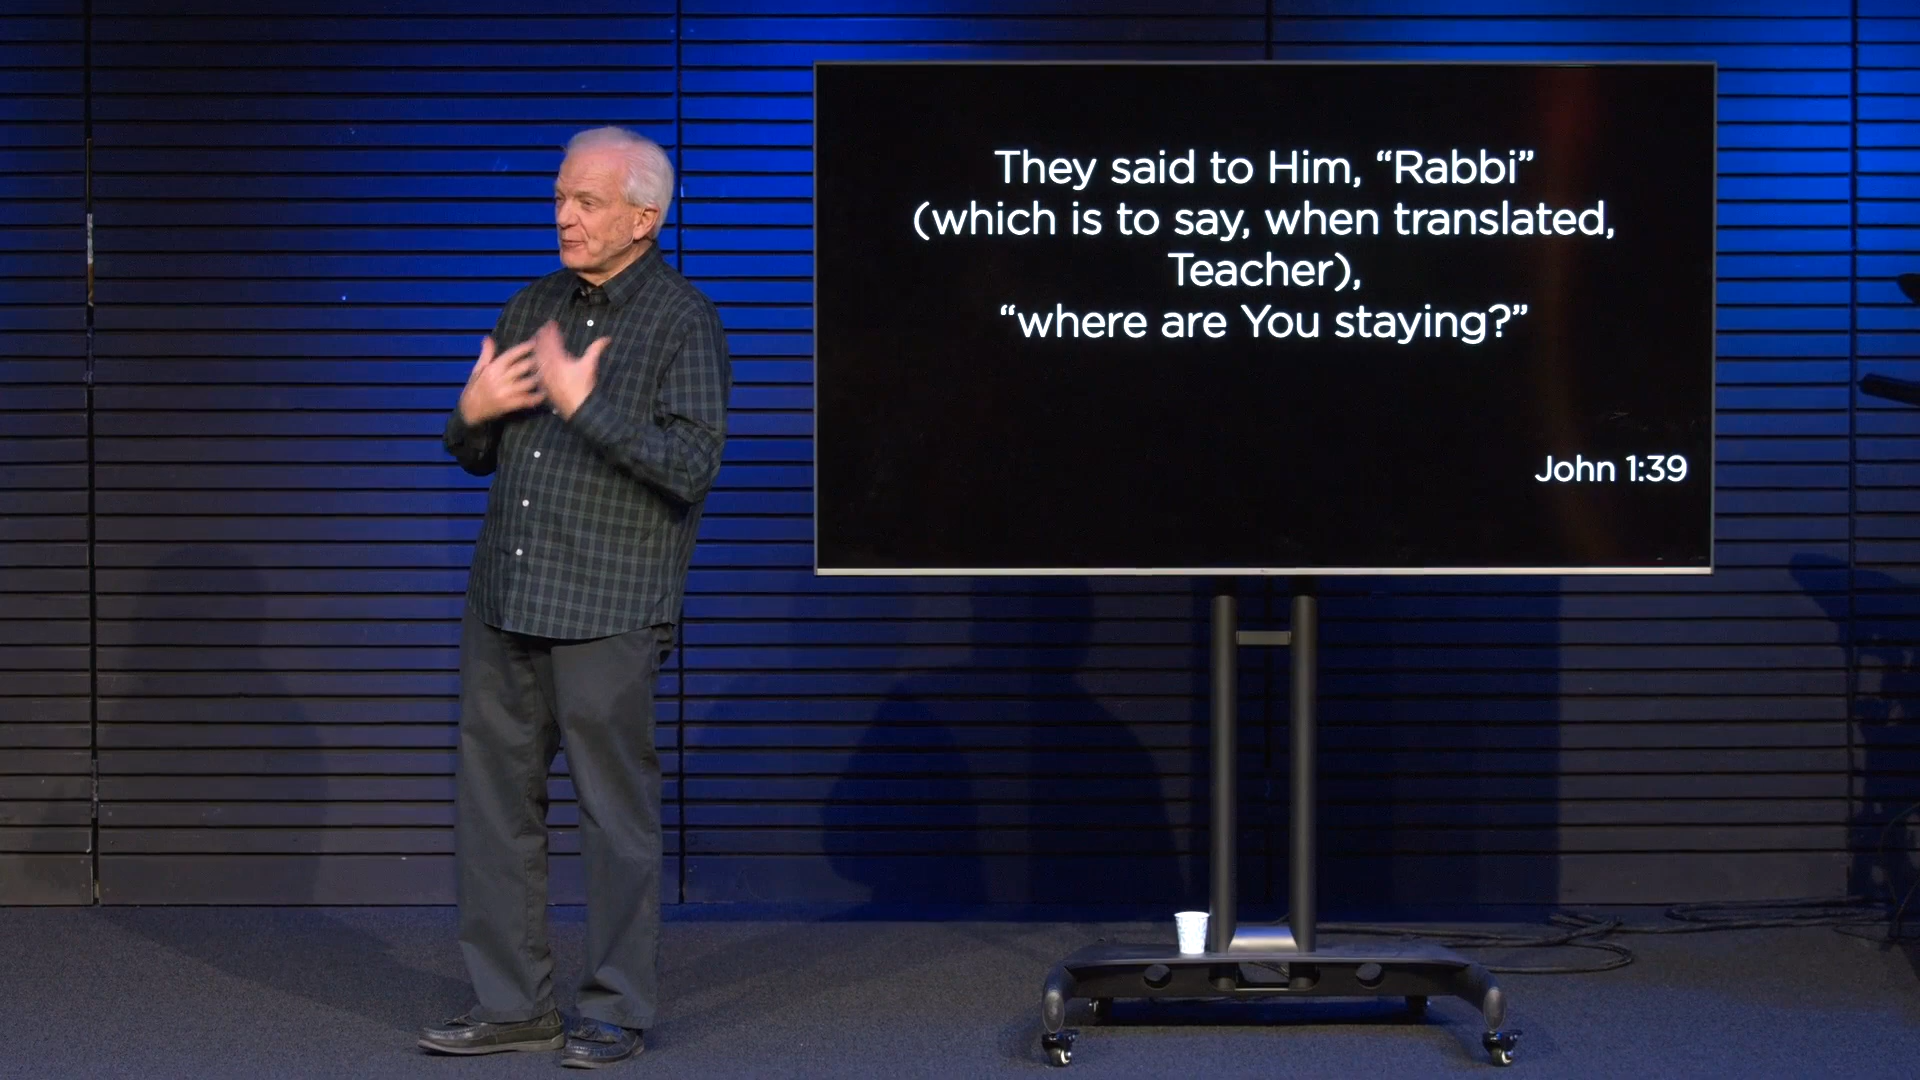 They said to Him, “Rabbi”
(which is to say, when translated,
Teacher),
“where are You staying?”
John 1:39